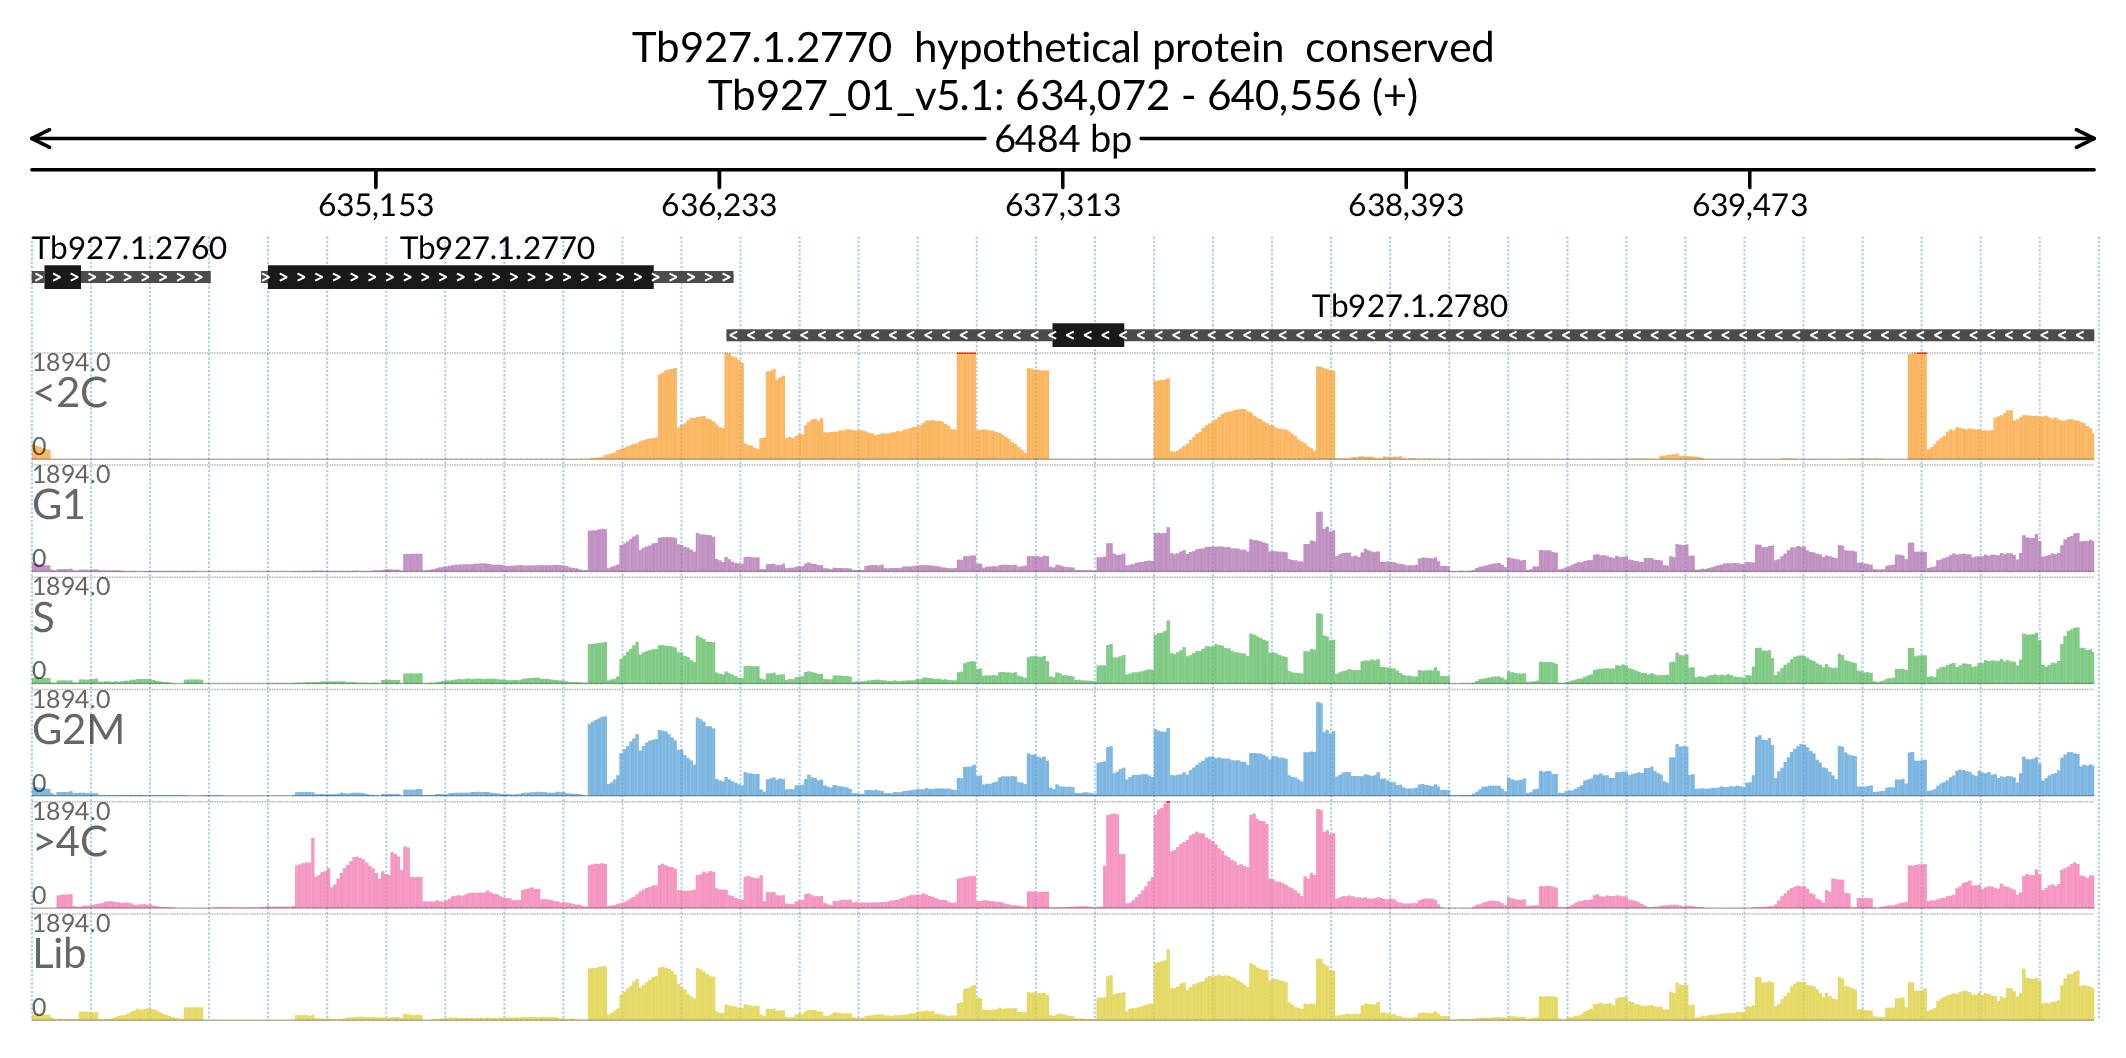 Tb927.1.2770 hypothetical protein conserved
Tb927_01_v5.1: 634,072 - 640,556 (+)
6484 bp
635,153 636,233 637,313 638,393 639,473
Tb927.1.2760 Tb927.1.2770
Tb927.1.2780
1894.0
<2C
0
1894.0
G1
0
1894.0
S
0
1894.0
G2M
0
1894.0
>4C
0
1894.0
Lib
0